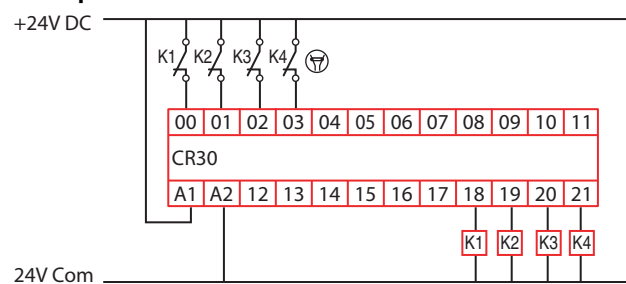 +24V DC
K1 K2 K3 K4
00 01 02 03 04 05 06 07 08 09 10 11
CR30
A1 A2 12 13 14 15 16 17 18 19 20 21
K1 K2 K3 K4
24V Com